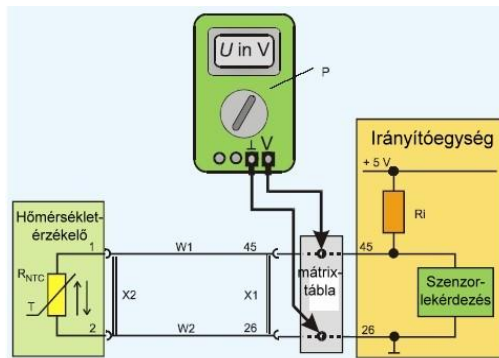 U in V
P
⊥ V
Irányítóegység
+ 5 V
Ri
Hőmérséklet-
érzékelő
1 W1 45
45
R_NTC
T
X2
X1
mátrix-
tábla
Szenzor-
lekérdezés
2 W2 26
26